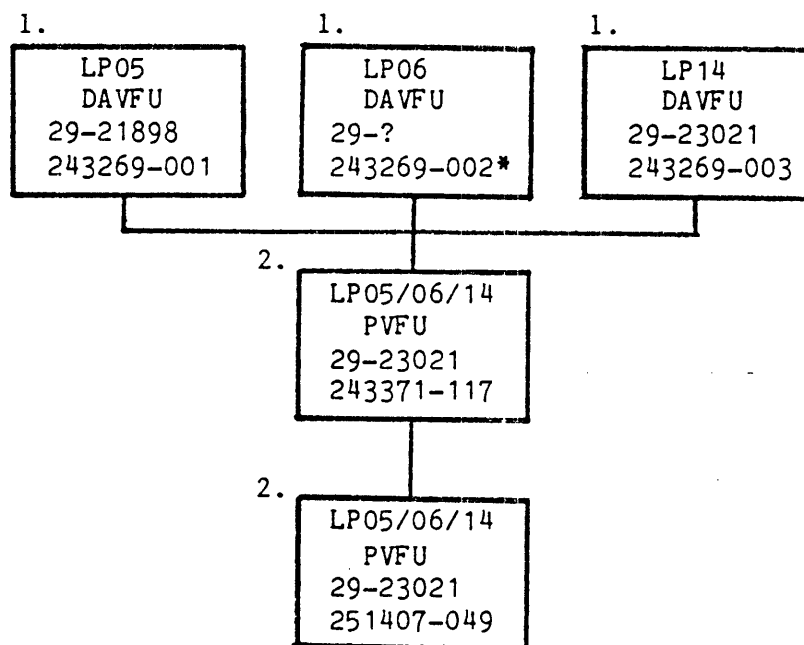 1.
LP05
DAVFU
29-21898
243269-001
1.
LP06
DAVFU
29-?
243269-002*
1.
LP14
DAVFU
29-23021
243269-003
2.
LP05/06/14
PVFU
29-23021
243371-117
2.
LP05/06/14
PVFU
29-23021
251407-049